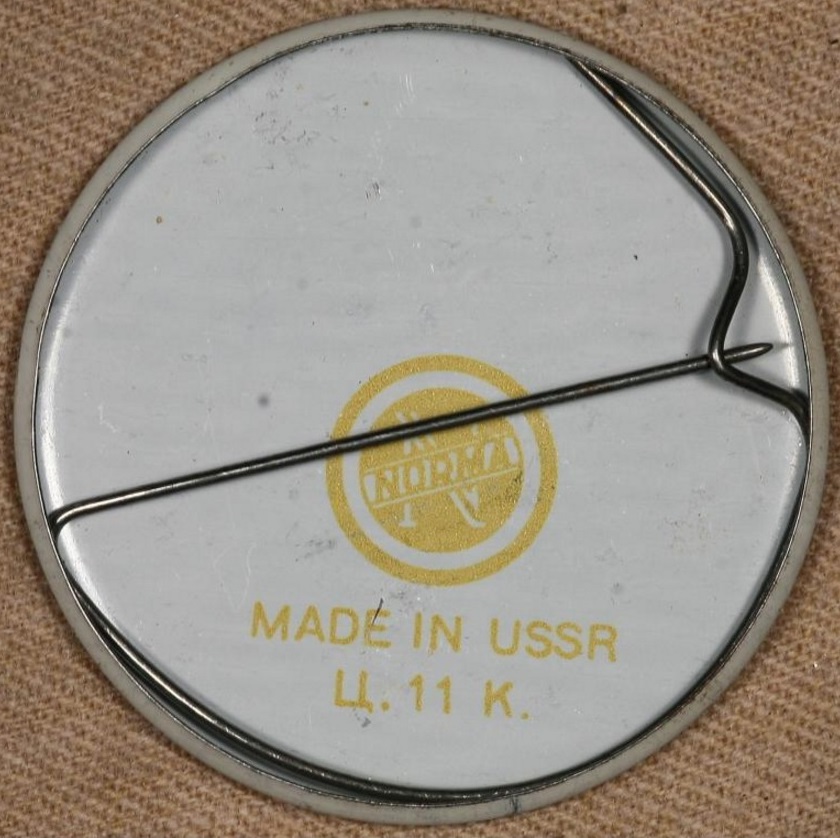 NORMA
MADE IN USSR
Ц. 11 К.